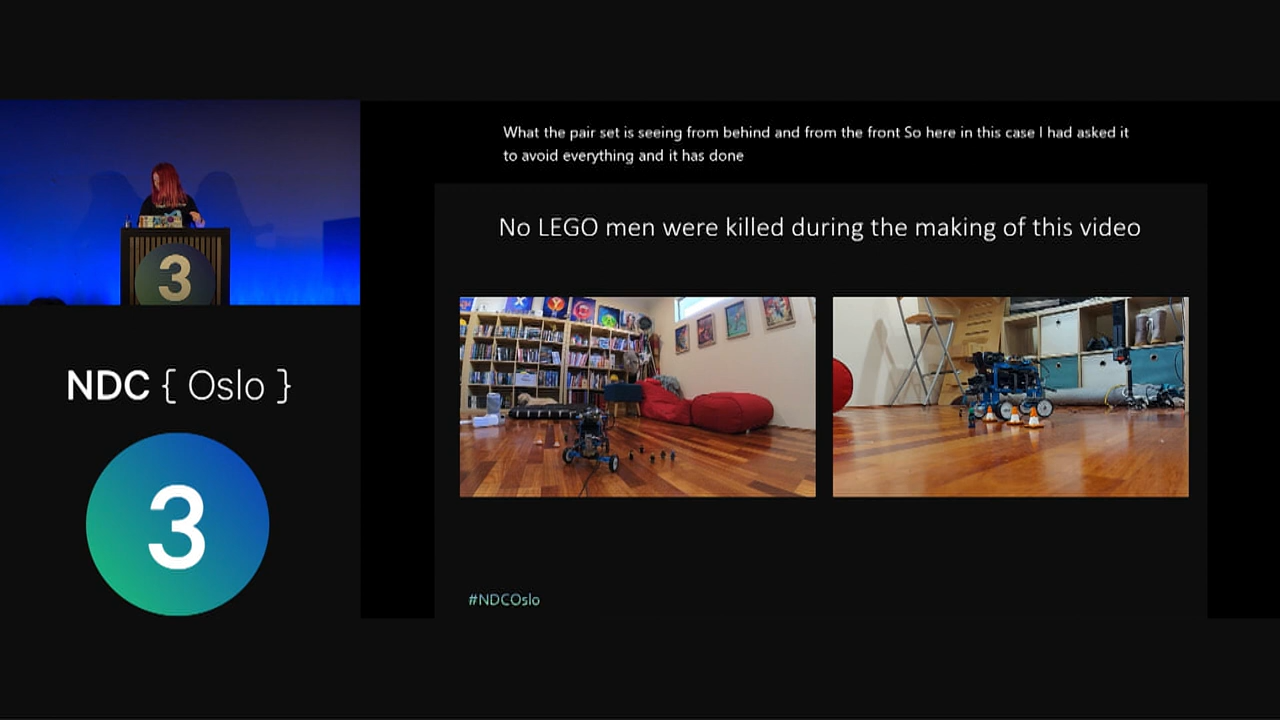 What the pair set is seeing from behind and from the front So here in this case I had asked it
to avoid everything and it has done
No LEGO men were killed during the making of this video
3
NDC { Oslo }
3
#NDCOslo